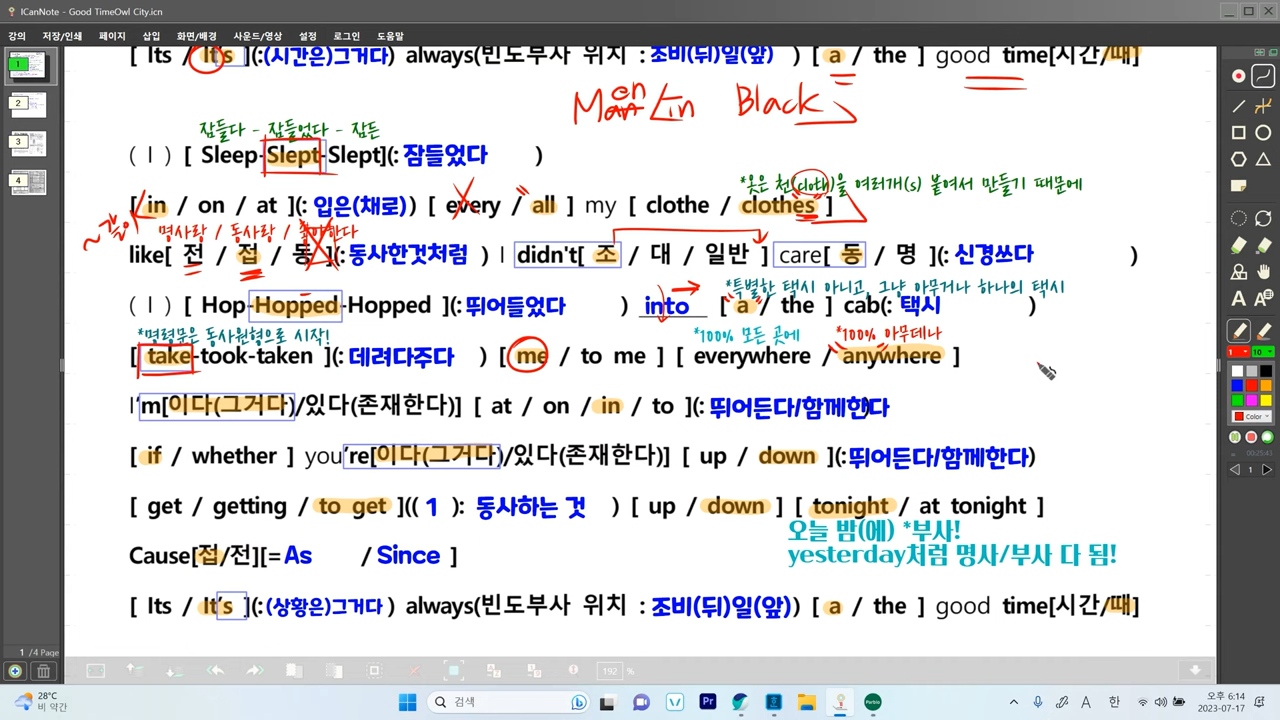 ICanNote - Good TimeOwl City.icn
강의 저장/인쇄 페이지 삽입 화면/배경 사운드/영상 설정 로그인 도움말
[ Its / It's ](:(시간은)그거다) always(빈도부사 위치 : 조비(뒤)일(앞) ) [ a / the ] good time[시간/때]
Men in Black
잠들다 - 잠들었다 - 잠든
( I ) [ Sleep-Slept-Slept](: 잠들었다 )
*옷은 천(cloth)을 여러개(s) 붙여서 만들기 때문에
[ in / on / at ](: 입은(채로) ) [ every / all ] my [ clothe / clothes ]
~같이 명사랑 / 동사랑 /
like[ 전 / 접 / 동 ](: 동사한것처럼 ) I didn't[ 조 / 대 / 일반 ] care[ 동 / 명 ](: 신경쓰다 )
*특별한 택시 아니고, 그냥 아무거나 하나의 택시
( I ) [ Hop-Hopped-Hopped](: 뛰어들었다 ) into [ a / the ] cab(: 택시 )
*명령문은 동사원형으로 시작! *100% 모든 곳에 *100% 아무데나
[ take-took-taken ](: 데려다주다 ) [ me / to me ] [ everywhere / anywhere ]
I'm[이다(그거다)/있다(존재한다)] [ at / on / in / to ](: 뛰어든다/함께한다 )
[ if / whether ] you're[이다(그거다)/있다(존재한다)] [ up / down ](: 뛰어든다/함께한다)
[ get / getting / to get ](( 1 ): 동사하는 것 ) [ up / down ] [ tonight / at tonight ]
오늘 밤(에) *부사!
yesterday처럼 명사/부사 다 됨!
Cause[접/전][= As / Since ]
[ Its / It's ](:(상황은)그거다 ) always(빈도부사 위치 : 조비(뒤)일(앞)) [ a / the ] good time[시간/때]
1 / 4 Page
192 %
1
2
3
4
1 10
Color
00:25:41
1
28°C
비 약간
검색
A 한
오후 6:14
2023-07-17